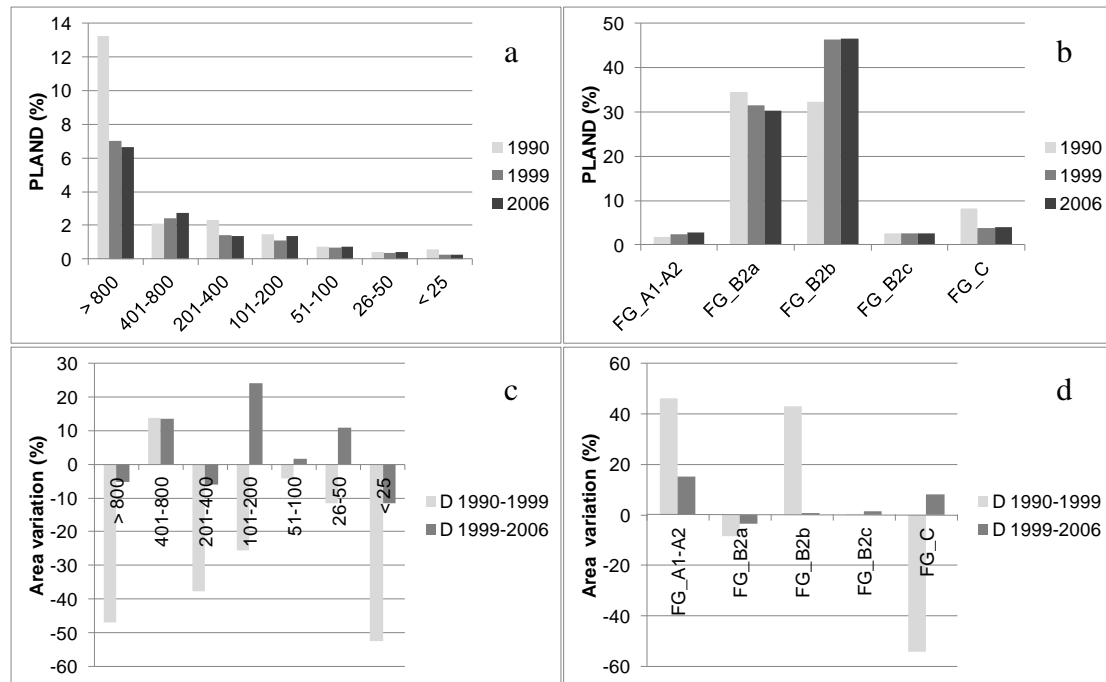 a
PLAND (%)
14
12
10
8
6
4
2
0
> 800
401-800
201-400
101-200
51-100
26-50
< 25
1990
1999
2006
b
PLAND (%)
50
40
30
20
10
0
FG_A1-A2
FG_B2a
FG_B2b
FG_B2c
FG_C
1990
1999
2006
c
Area variation (%)
30
20
10
0
-10
-20
-30
-40
-50
-60
> 800
401-800
201-400
101-200
51-100
26-50
< 25
D 1990-1999
D 1999-2006
d
Area variation (%)
60
40
20
0
-20
-40
-60
FG_A1-A2
FG_B2a
FG_B2b
FG_B2c
FG_C
D 1990-1999
D 1999-2006